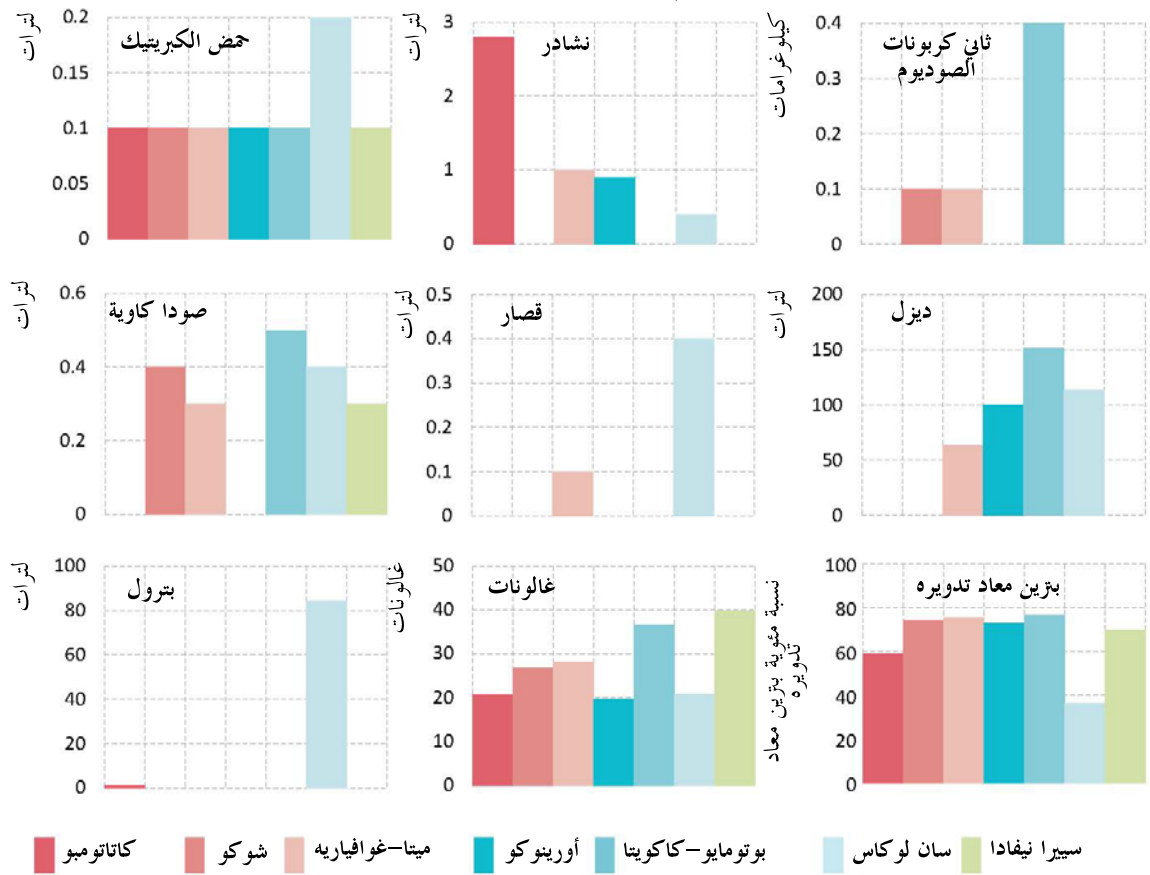 حمض الكبريتيك
لترات
0.2
0.15
0.1
0.05
0
نشادر
لترات
3
2
1
0
ثاني كربونات
الصوديوم
كيلوغرامات
0.4
0.3
0.2
0.1
0
صودا كاوية
لترات
0.6
0.4
0.2
0
قصار
لترات
0.5
0.4
0.3
0.2
0.1
0
ديزل
لترات
200
150
100
50
0
بترول
لترات
100
80
60
40
20
0
غالونات
غالونات
50
40
30
20
10
0
بترين معاد تدويره
نسبة مئوية بترين معاد
تدويره
100
80
60
40
20
0
كاتاتومبو
شوكو
ميتا-غوافياريه
أورينوكو
بوتومايو-كاكويتا
سان لوكاس
سييرا نيفادا